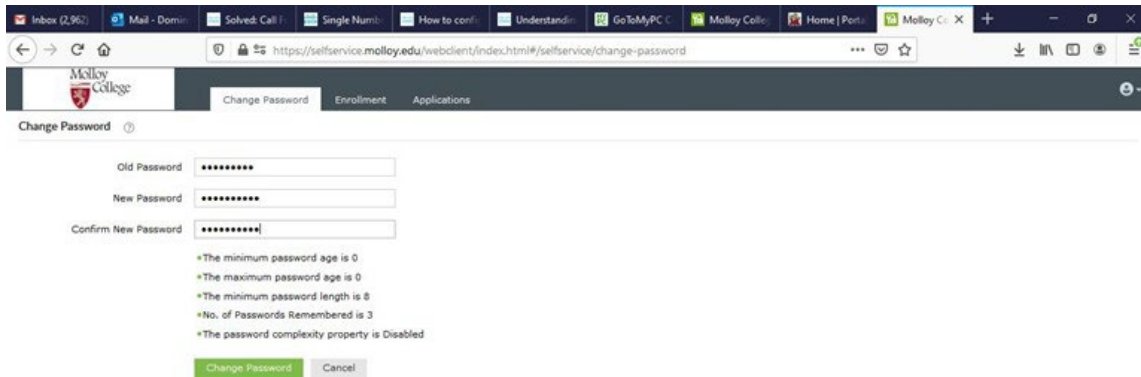 Inbox (2,962) Mail - Domin Solved: Call F Single Numb How to confi Understandin GoToMyPC C Molloy Colleg Home | Porta Molloy Co
https://selfservice.molloy.edu/webclient/index.html#/selfservice/change-password
Molloy College
Change Password Enrollment Applications
Change Password
Old Password
New Password
Confirm New Password
The minimum password age is 0
The maximum password age is 0
The minimum password length is 8
No. of Passwords Remembered is 3
The password complexity property is Disabled
Change Password Cancel